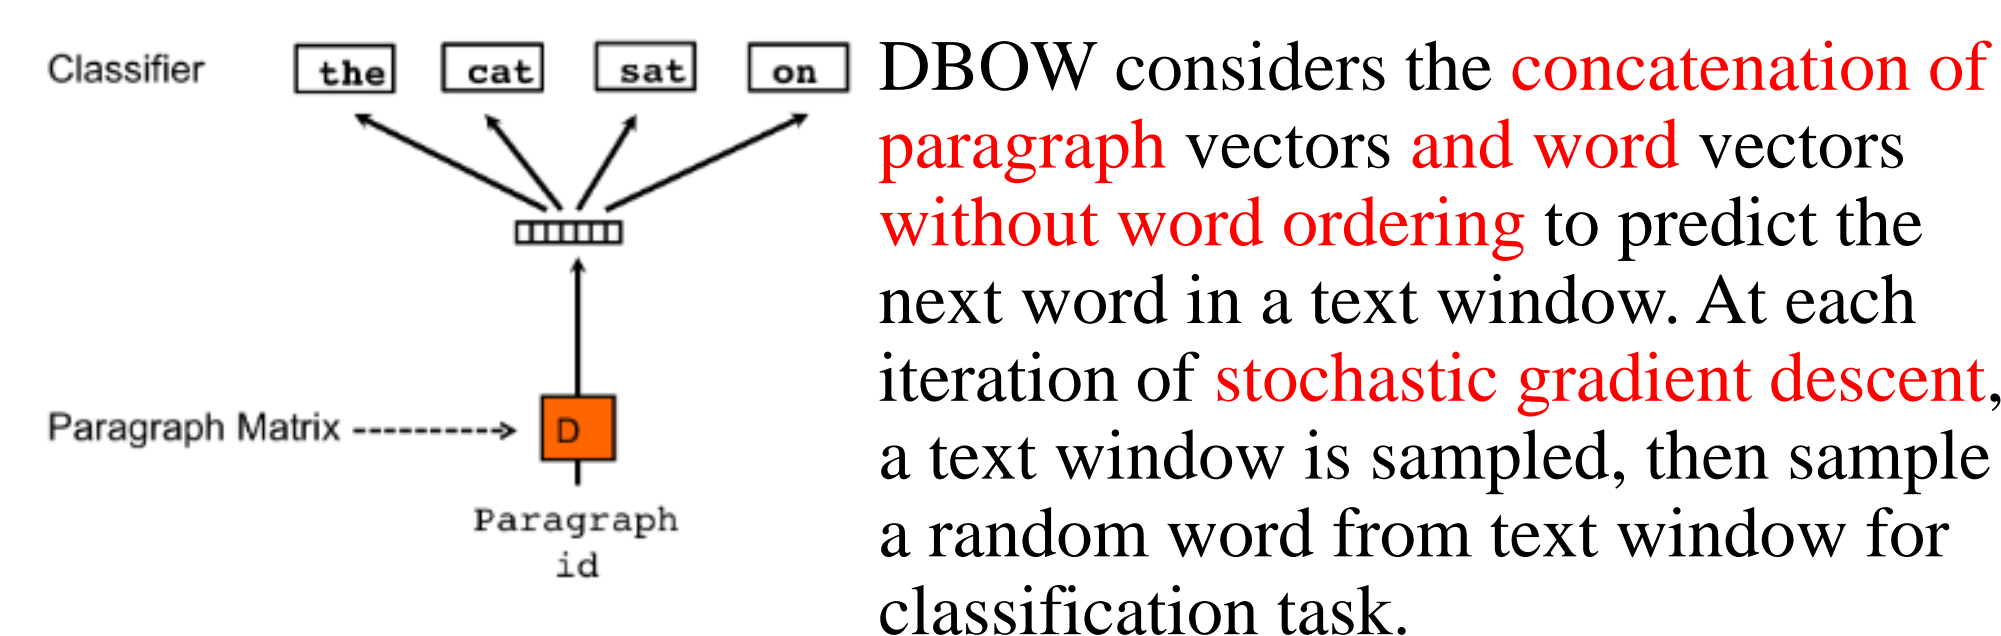 Classifier
the cat sat on
Paragraph Matrix
D
Paragraph
id
DBOW considers the concatenation of
paragraph vectors and word vectors
without word ordering to predict the
next word in a text window. At each
iteration of stochastic gradient descent,
a text window is sampled, then sample
a random word from text window for
classification task.